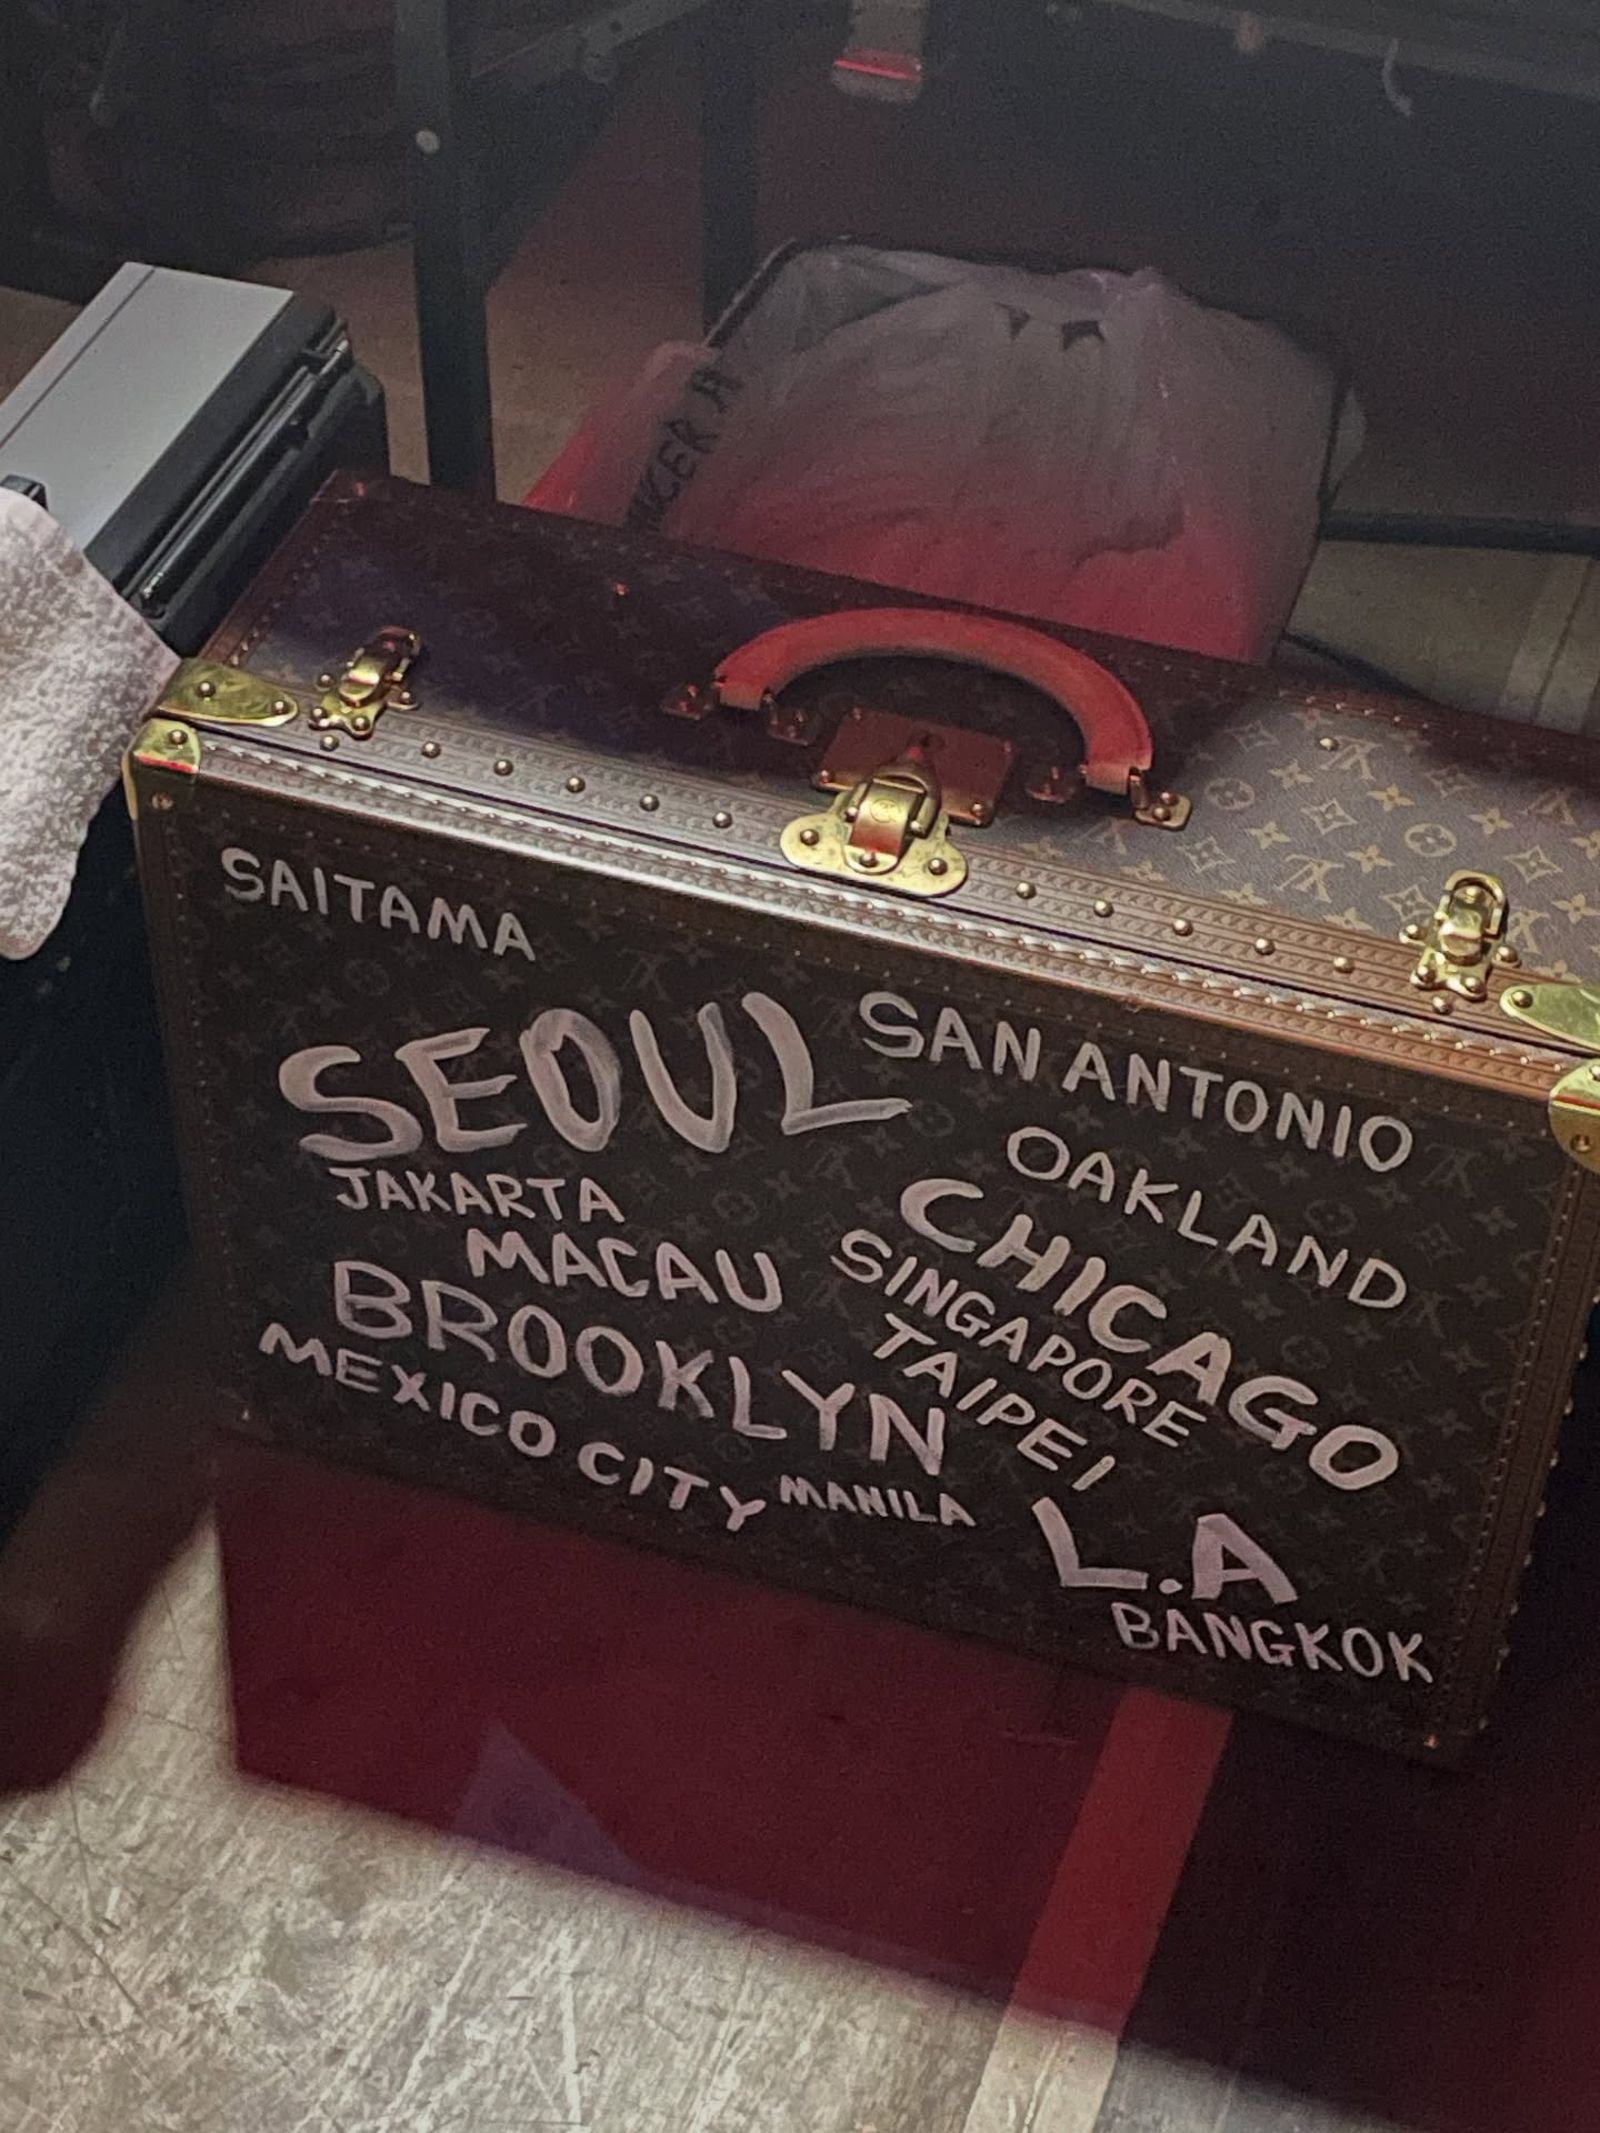 SAITAMA
SEOUL
SAN ANTONIO
OAKLAND
JAKARTA
CHICAGO
MACAU
SINGAPORE
BROOKLYN
TAIPEI
MEXICO CITY
MANILA
L.A
BANGKOK